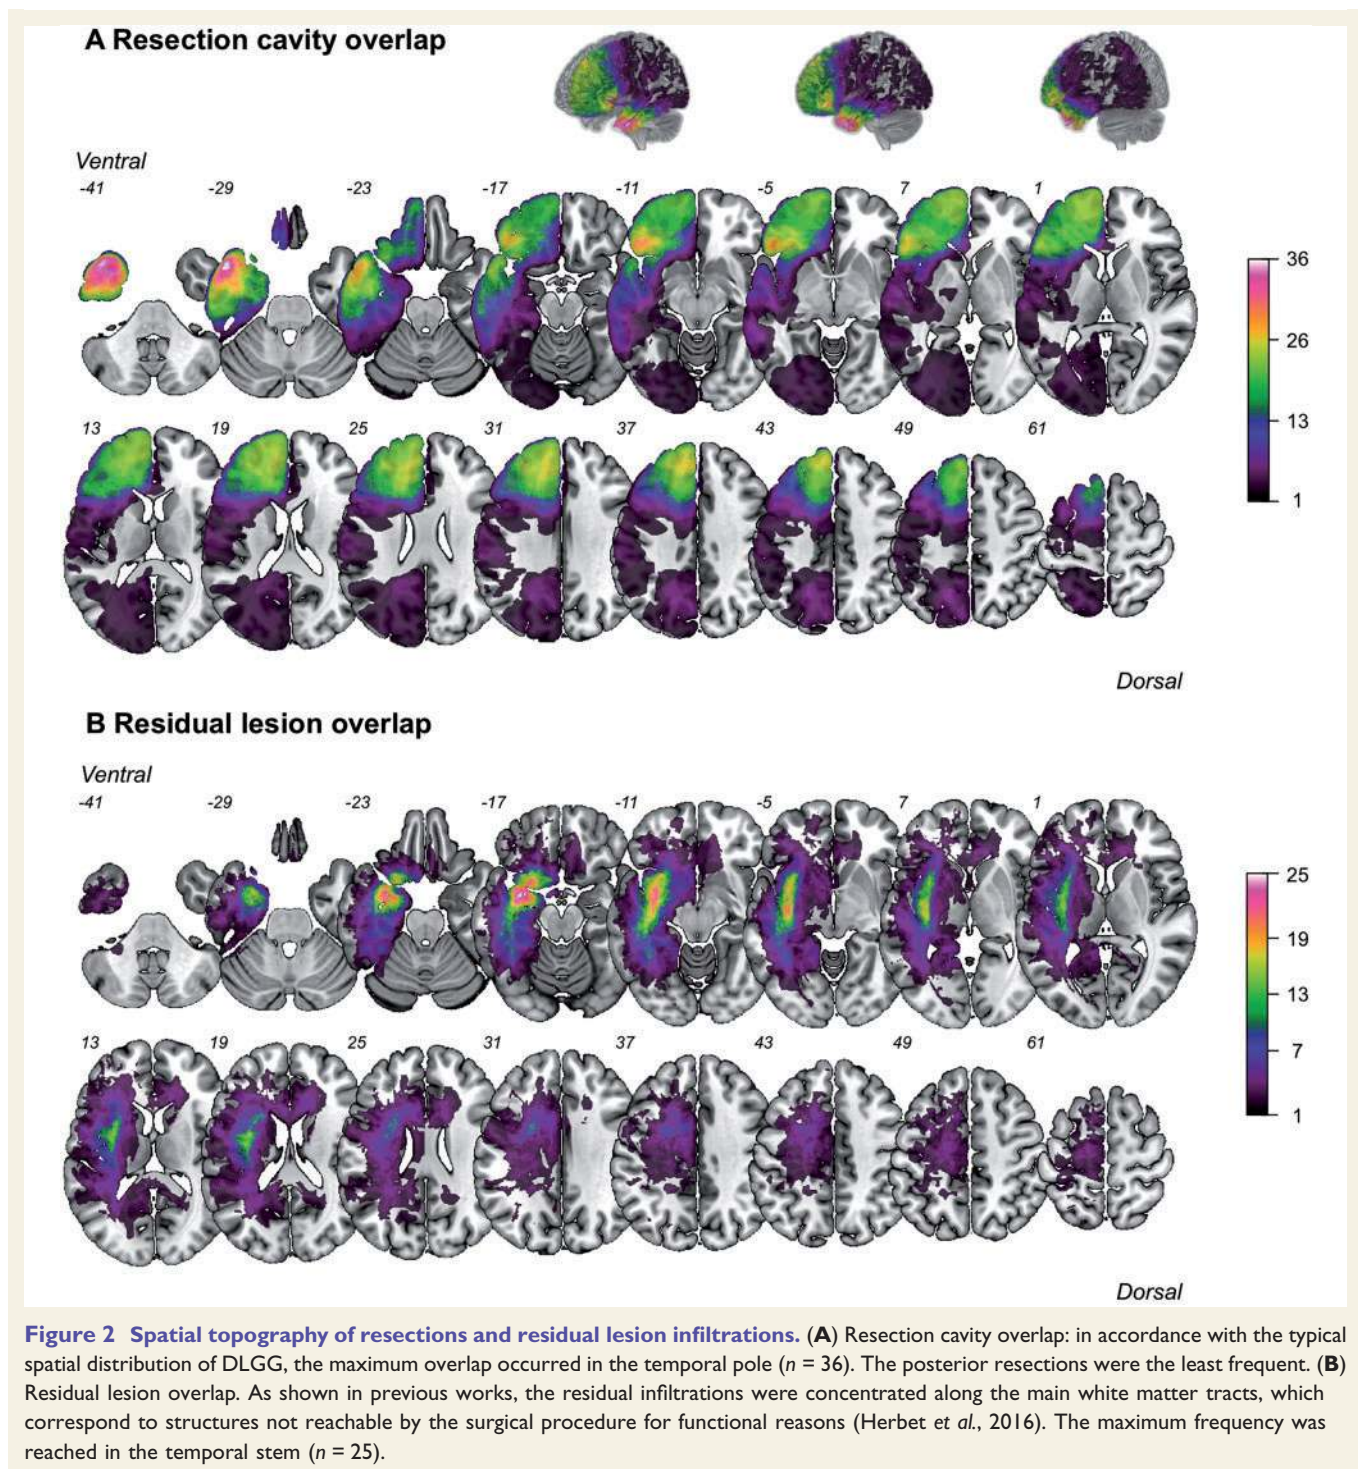 A Resection cavity overlap
Ventral
-41 -29 -23 -17 -11 -5 7 1
36
26
13
1
13 19 25 31 37 43 49 61
Dorsal
B Residual lesion overlap
Ventral
-41 -29 -23 -17 -11 -5 7 1
25
19
13
7
1
13 19 25 31 37 43 49 61
Dorsal
Figure 2 Spatial topography of resections and residual lesion infiltrations. (A) Resection cavity overlap: in accordance with the typical
spatial distribution of DLGG, the maximum overlap occurred in the temporal pole (n = 36). The posterior resections were the least frequent. (B)
Residual lesion overlap. As shown in previous works, the residual infiltrations were concentrated along the main white matter tracts, which
correspond to structures not reachable by the surgical procedure for functional reasons (Herbet et al., 2016). The maximum frequency was
reached in the temporal stem (n = 25).